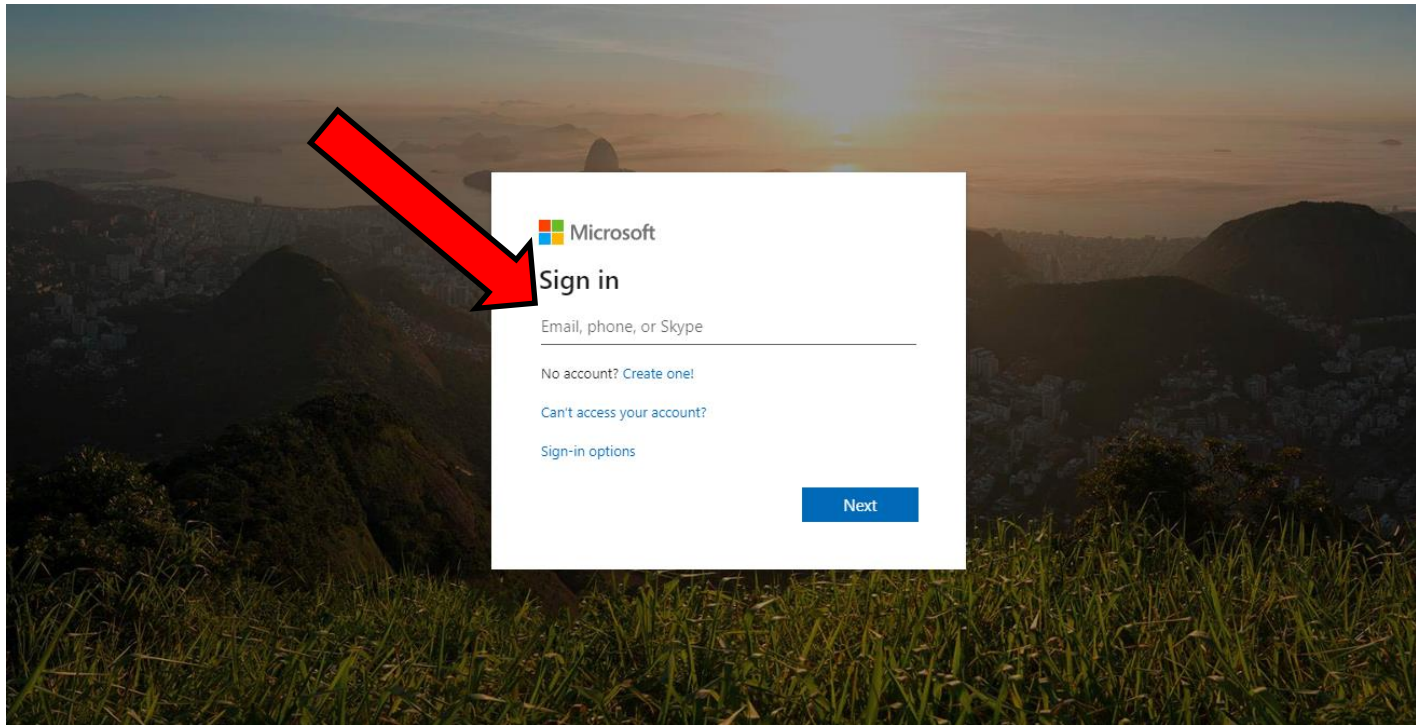 Microsoft
Sign in
Email, phone, or Skype
No account? Create one!
Can't access your account?
Sign-in options
Next